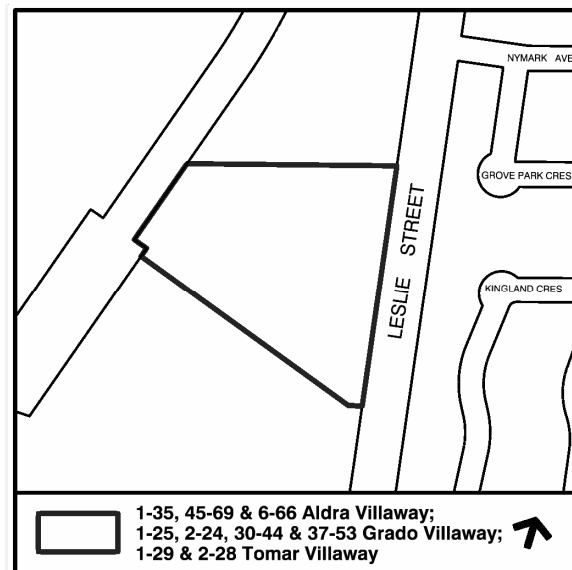 NYMARK AVE
GROVE PARK CRES
LESLIE STREET
KINGLAND CRES
1-35, 45-69 & 6-66 Aldra Villaway;
1-25, 2-24, 30-44 & 37-53 Grado Villaway;
1-29 & 2-28 Tomar Villaway